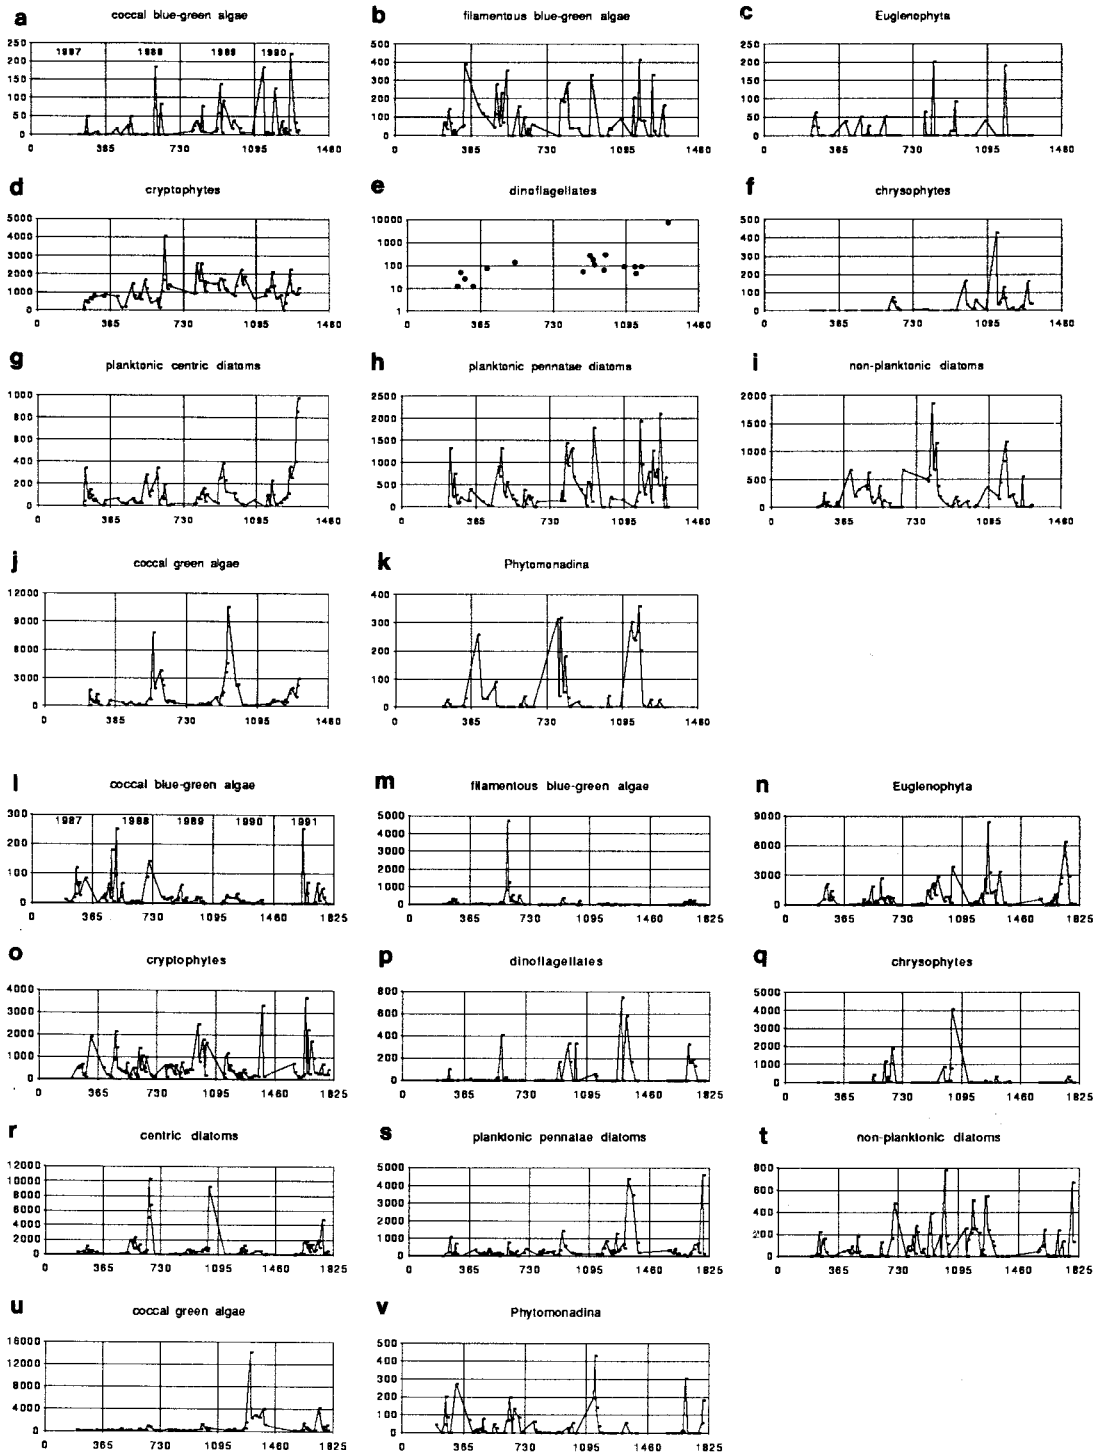 a coccal blue-green algae
250
200
150
100
50
0
1987 1988 1989 1990
0 365 730 1095 1460
b filamentous blue-green algae
500
400
300
200
100
0
0 365 730 1095 1460
c Euglenophyta
250
200
150
100
50
0
0 365 730 1095 1460
d cryptophytes
5000
4000
3000
2000
1000
0
0 365 730 1095 1460
e dinoflagellates
10000
1000
100
10
1
0 365 730 1095 1460
f chrysophytes
500
400
300
200
100
0
0 365 730 1095 1460
g planktonic centric diatoms
1000
800
600
400
200
0
0 365 730 1095 1460
h planktonic pennatae diatoms
2500
2000
1500
1000
500
0
0 365 730 1095 1460
i non-planktonic diatoms
2000
1500
1000
500
0
0 365 730 1095 1460
j coccal green algae
12000
9000
6000
3000
0
0 365 730 1095 1460
k Phytomonadina
400
300
200
100
0
0 365 730 1095 1460
l coccal blue-green algae
300
200
100
0
1987 1988 1989 1990 1991
0 365 730 1095 1460 1825
m filamentous blue-green algae
5000
4000
3000
2000
1000
0
0 365 730 1095 1460 1825
n Euglenophyta
9000
6000
3000
0
0 365 730 1095 1460 1825
o cryptophytes
4000
3000
2000
1000
0
0 365 730 1095 1460 1825
p dinoflagellates
800
600
400
200
0
0 365 730 1095 1460 1825
q chrysophytes
5000
4000
3000
2000
1000
0
0 365 730 1095 1460 1825
r centric diatoms
12000
10000
8000
6000
4000
2000
0
0 365 730 1095 1460 1825
s planktonic pennatae diatoms
5000
4000
3000
2000
1000
0
0 365 730 1095 1460 1825
t non-planktonic diatoms
800
600
400
200
0
0 365 730 1095 1460 1825
u coccal green algae
16000
12000
8000
4000
0
0 365 730 1095 1460 1825
v Phytomonadina
500
400
300
200
100
0
0 365 730 1095 1460 1825